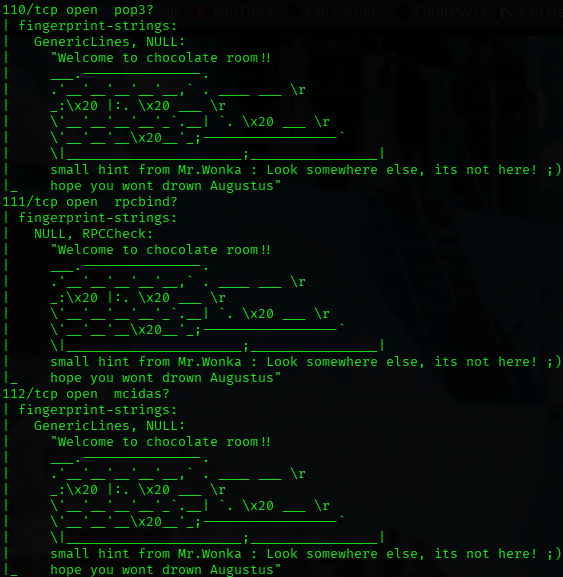 110/tcp open  pop3?
| fingerprint-strings:
|   GenericLines, NULL:
|     "Welcome to chocolate room!!
|     ___.---------------.
|     .'__'__'__'__'__,` . ____ ___ \r
|     _:\x20 |:. \x20 ___ \r
|     \'__'__'__'__'_`.__| `. \x20 ___ \r
|     \'__'__'__\x20__'_;-----------------`
|     \|______________________;________________|
|     small hint from Mr.Wonka : Look somewhere else, its not here! ;)
|_    hope you wont drown Augustus"
111/tcp open  rpcbind?
| fingerprint-strings:
|   NULL, RPCCheck:
|     "Welcome to chocolate room!!
|     ___.---------------.
|     .'__'__'__'__'__,` . ____ ___ \r
|     _:\x20 |:. \x20 ___ \r
|     \'__'__'__'__'_`.__| `. \x20 ___ \r
|     \'__'__'__\x20__'_;-----------------`
|     \|______________________;________________|
|     small hint from Mr.Wonka : Look somewhere else, its not here! ;)
|_    hope you wont drown Augustus"
112/tcp open  mcidas?
| fingerprint-strings:
|   GenericLines, NULL:
|     "Welcome to chocolate room!!
|     ___.---------------.
|     .'__'__'__'__'__,` . ____ ___ \r
|     _:\x20 |:. \x20 ___ \r
|     \'__'__'__'__'_`.__| `. \x20 ___ \r
|     \'__'__'__\x20__'_;-----------------`
|     \|______________________;________________|
|     small hint from Mr.Wonka : Look somewhere else, its not here! ;)
|_    hope you wont drown Augustus"